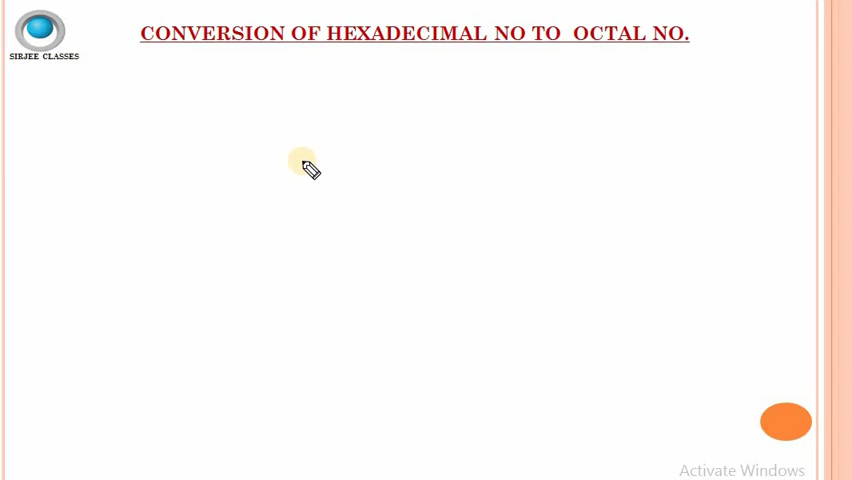 CONVERSION OF HEXADECIMAL NO TO OCTAL NO.
SIRJEE CLASSES
Activate Windows